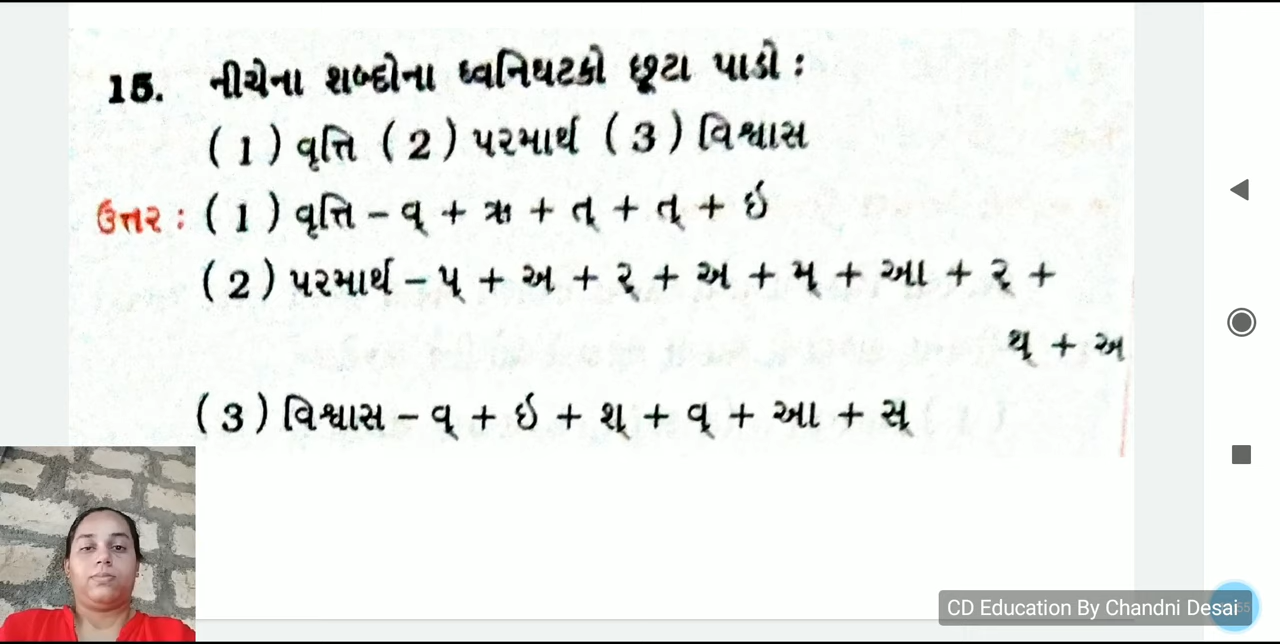 15. નીચેના શબ્દોના ધ્વનિઘટકો છૂટા પાડો :
( 1 ) વૃત્તિ ( 2 ) પરમાર્થ ( 3 ) વિશ્વાસ
ઉત્તર : ( 1 ) વૃત્તિ – વ્ + ઋ + ત્ + ત્ + ઇ
( 2 ) પરમાર્થ – પ્ + અ + ર્ + અ + મ્ + આ + ર્ +
થ્ + અ
( 3 ) વિશ્વાસ – વ્ + ઇ + શ્ + વ્ + આ + સ્
CD Education By Chandni Desai